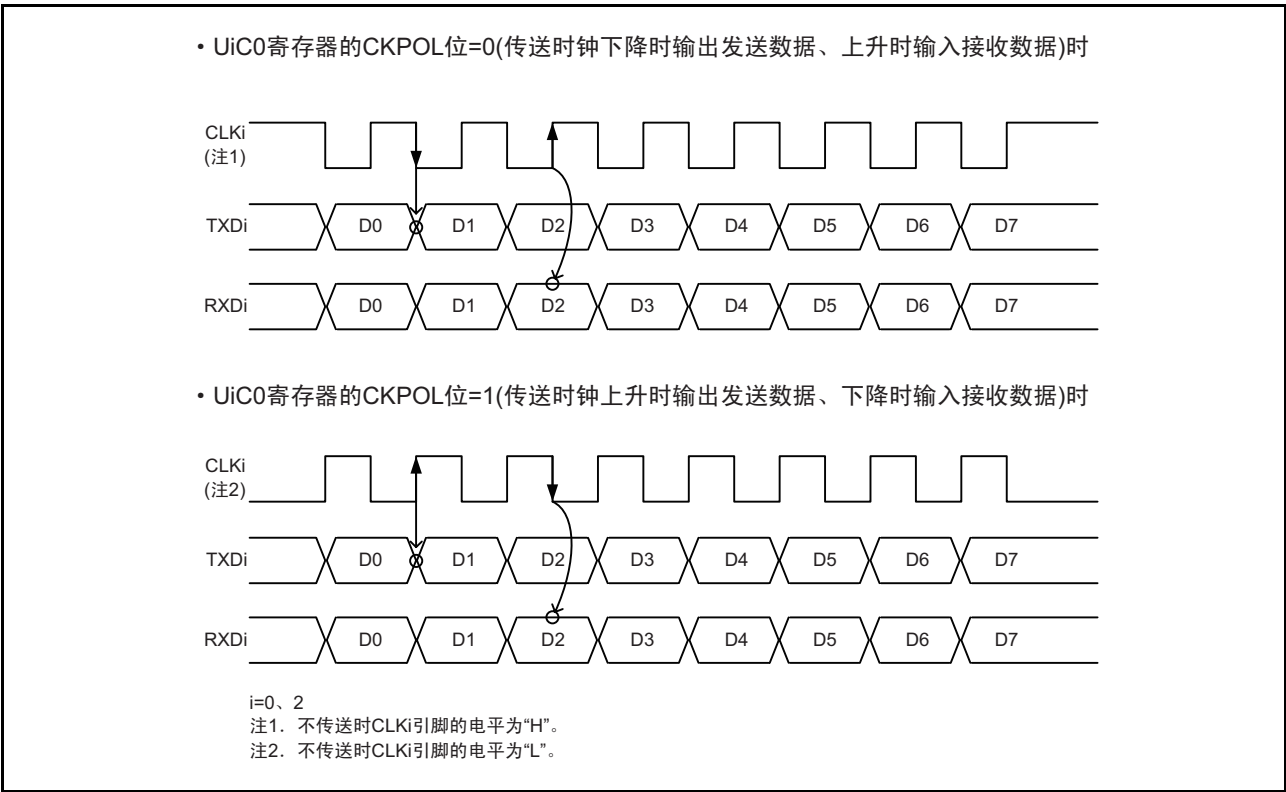 • UiC0寄存器的CKPOL位=0(传送时钟下降时输出发送数据、上升时输入接收数据)时
CLKi
(注1)
TXDi D0 D1 D2 D3 D4 D5 D6 D7
RXDi D0 D1 D2 D3 D4 D5 D6 D7
• UiC0寄存器的CKPOL位=1(传送时钟上升时输出发送数据、下降时输入接收数据)时
CLKi
(注2)
TXDi D0 D1 D2 D3 D4 D5 D6 D7
RXDi D0 D1 D2 D3 D4 D5 D6 D7
i=0、2
注1. 不传送时CLKi引脚的电平为“H”。
注2. 不传送时CLKi引脚的电平为“L”。